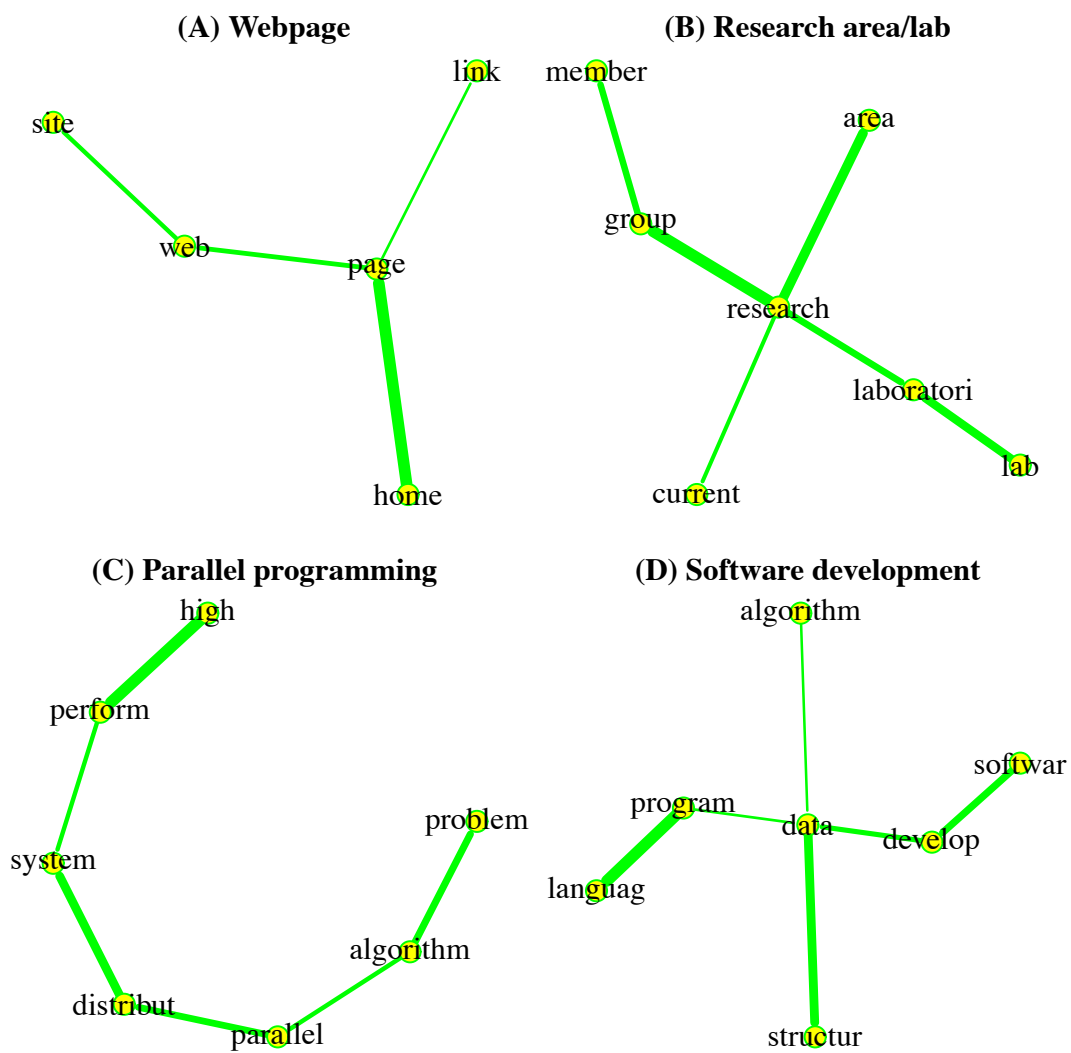 (A) Webpage
link
site
web
page
home
(B) Research area/lab
member
area
group
research
laboratori
lab
current
(C) Parallel programming
high
perform
problem
system
algorithm
distribut
parallel
(D) Software development
algorithm
softwar
program
data
develop
languag
structur